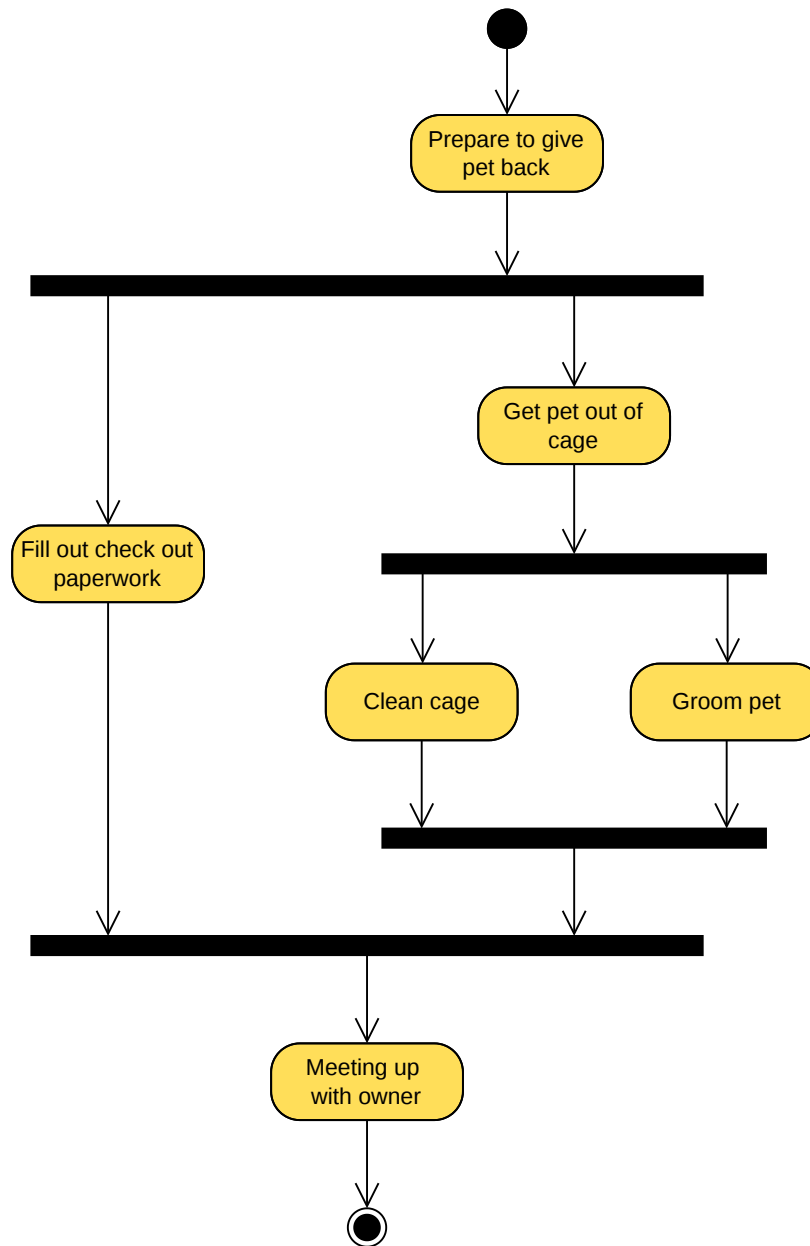 Prepare to give
pet back
Get pet out of
cage
Fill out check out
paperwork
Clean cage
Groom pet
Meeting up
with owner